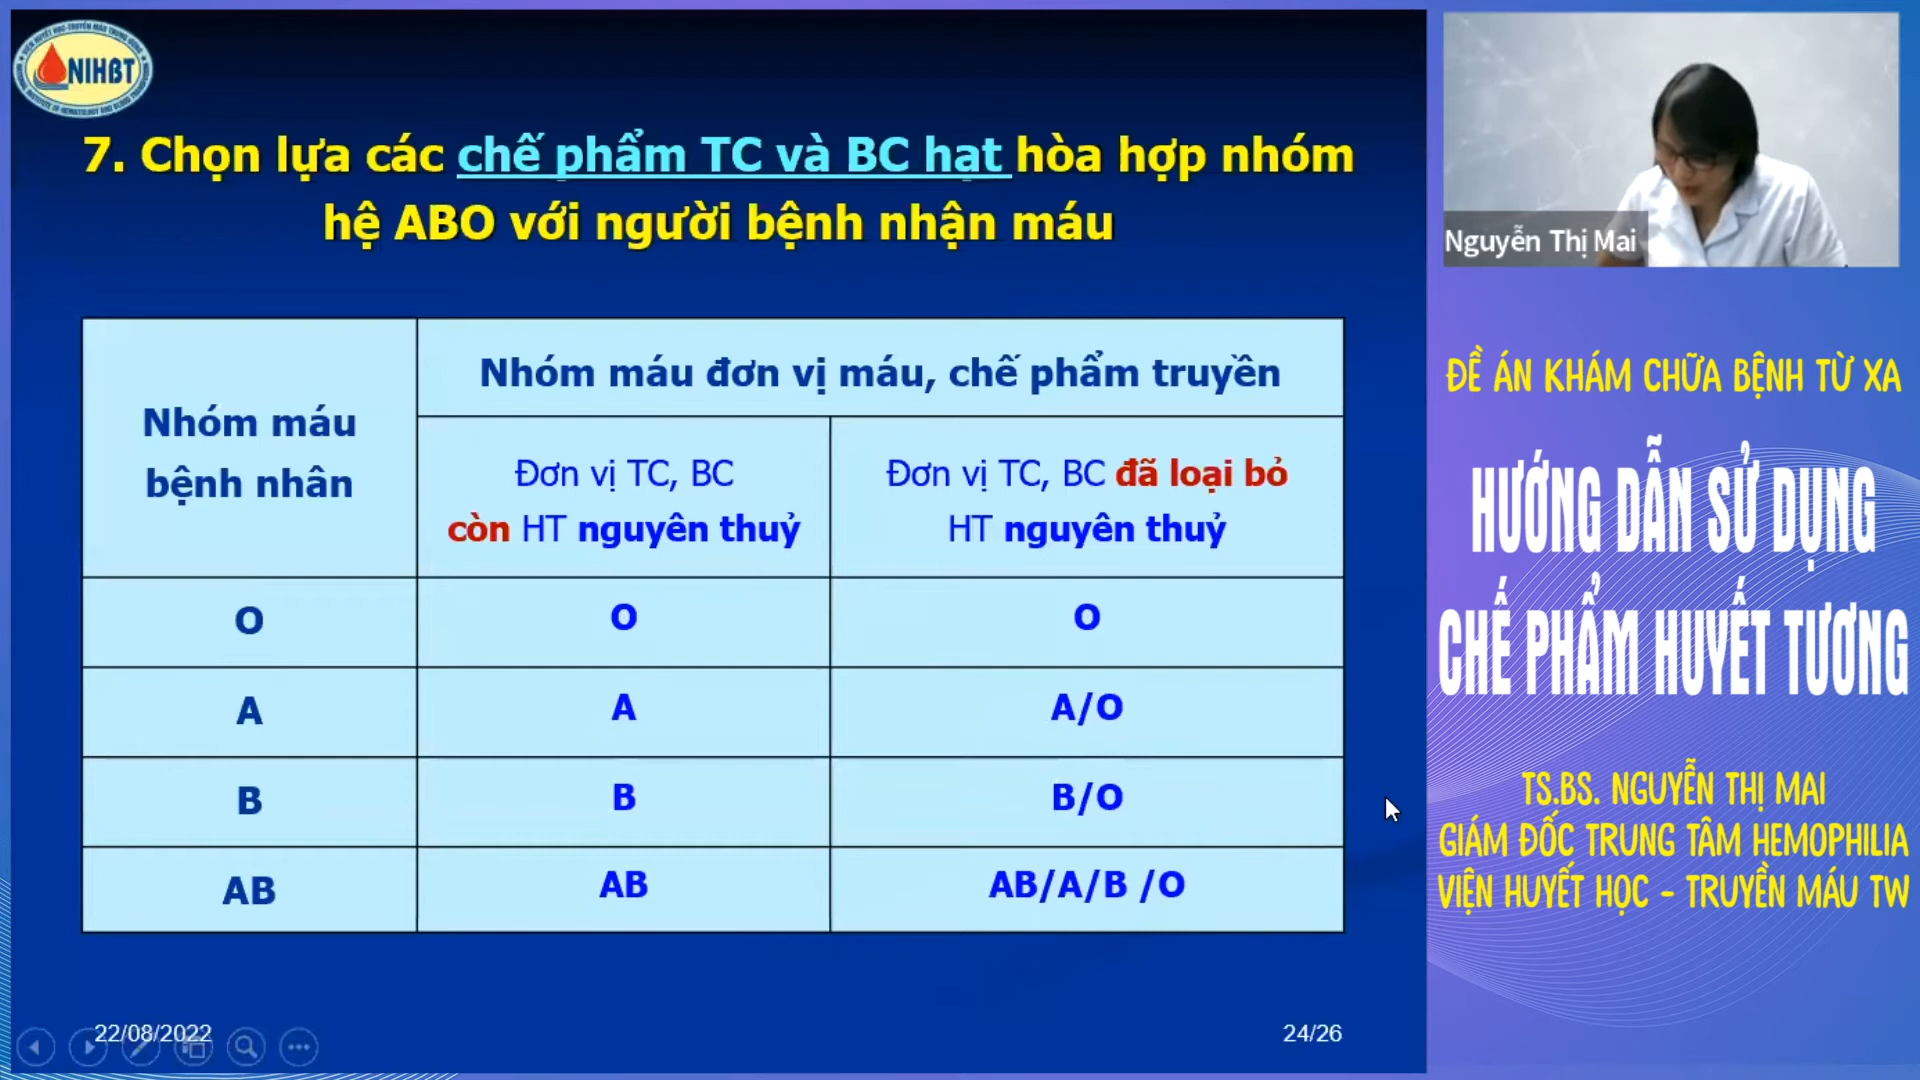 NIHBT
7. Chọn lựa các chế phẩm TC và BC hạt hòa hợp nhóm
hệ ABO với người bệnh nhận máu
Nhóm máu
bệnh nhân
Nhóm máu đơn vị máu, chế phẩm truyền
Đơn vị TC, BC
còn HT nguyên thuỷ
Đơn vị TC, BC đã loại bỏ
HT nguyên thuỷ
O
O
O
A
A
A/O
B
B
B/O
AB
AB
AB/A/B /O
22/08/2022
24/26
Nguyễn Thị Mai
ĐỀ ÁN KHÁM CHỮA BỆNH TỪ XA
HƯỚNG DẪN SỬ DỤNG
CHẾ PHẨM HUYẾT TƯƠNG
TS.BS. NGUYỄN THỊ MAI
GIÁM ĐỐC TRUNG TÂM HEMOPHILIA
VIỆN HUYẾT HỌC - TRUYỀN MÁU TW